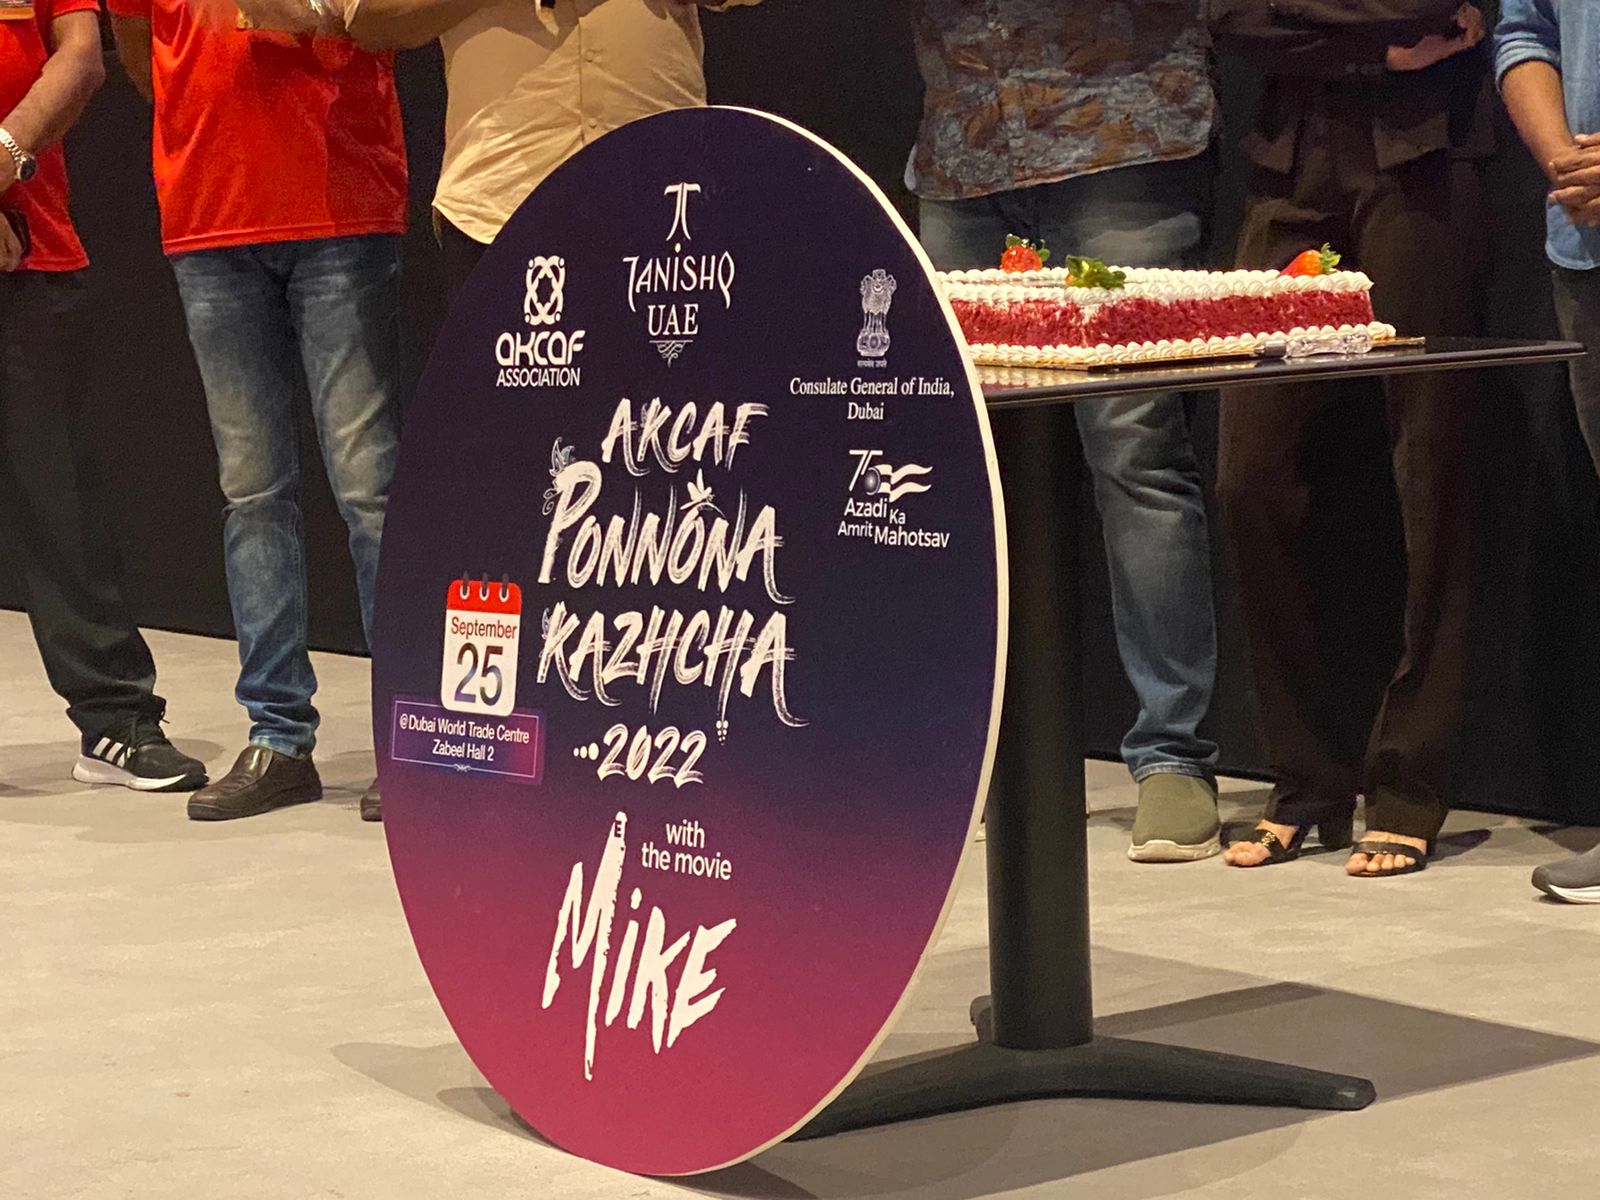 TANISHQ
UAE
AKCAF
ASSOCIATION
Consulate General of India,
Dubai
75
Azadi Ka
Amrit Mahotsav
AKCAF
PONNONA
KAZHCHA
...2022
September
25
@Dubai World Trade Centre
Zabeel Hall 2
with
the movie
MIKE